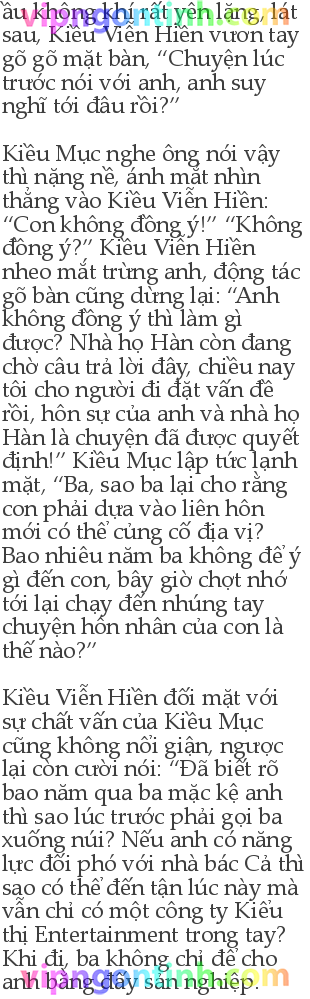 ầu không khí rất yên lặng, lát
sau, Kiều Viễn Hiền vươn tay
gõ gõ mặt bàn, “Chuyện lúc
trước nói với anh, anh suy
nghĩ tới đâu rồi?”
Kiều Mục nghe ông nói vậy
thì nặng nề, ánh mắt nhìn
thẳng vào Kiều Viễn Hiền:
“Con không đồng ý!” “Không
đồng ý?” Kiều Viễn Hiền
nheo mắt trừng anh, động tác
gõ bàn cũng dừng lại: “Anh
không đồng ý thì làm gì
được? Nhà họ Hàn còn đang
chờ câu trả lời đây, chiều nay
tôi cho người đi đặt vấn đề
rồi, hôn sự của anh và nhà họ
Hàn là chuyện đã được quyết
định!” Kiều Mục lập tức lạnh
mặt, “Ba, sao ba lại cho rằng
con phải dựa vào liên hôn
mới có thể củng cố địa vị?
Bao nhiêu năm ba không để ý
gì đến con, bây giờ chợt nhớ
tới lại chạy đến nhúng tay
chuyện hôn nhân của con là
thế nào?”
Kiều Viễn Hiền đối mặt với
sự chất vấn của Kiều Mục
cũng không nổi giận, ngược
lại còn cười nói: “Đã biết rõ
bao năm qua ba mặc kệ anh
thì sao lúc trước phải gọi ba
xuống núi? Nếu anh có năng
lực đối phó với nhà bác Cả thì
sao có thể đến tận lúc này mà
vẫn chỉ có một công ty Kiểu
thị Entertainment trong tay?
Khi đi, ba không chỉ để cho
anh bằng đấy sản nghiệp.
vipngontinh.com
vipngontinh.com